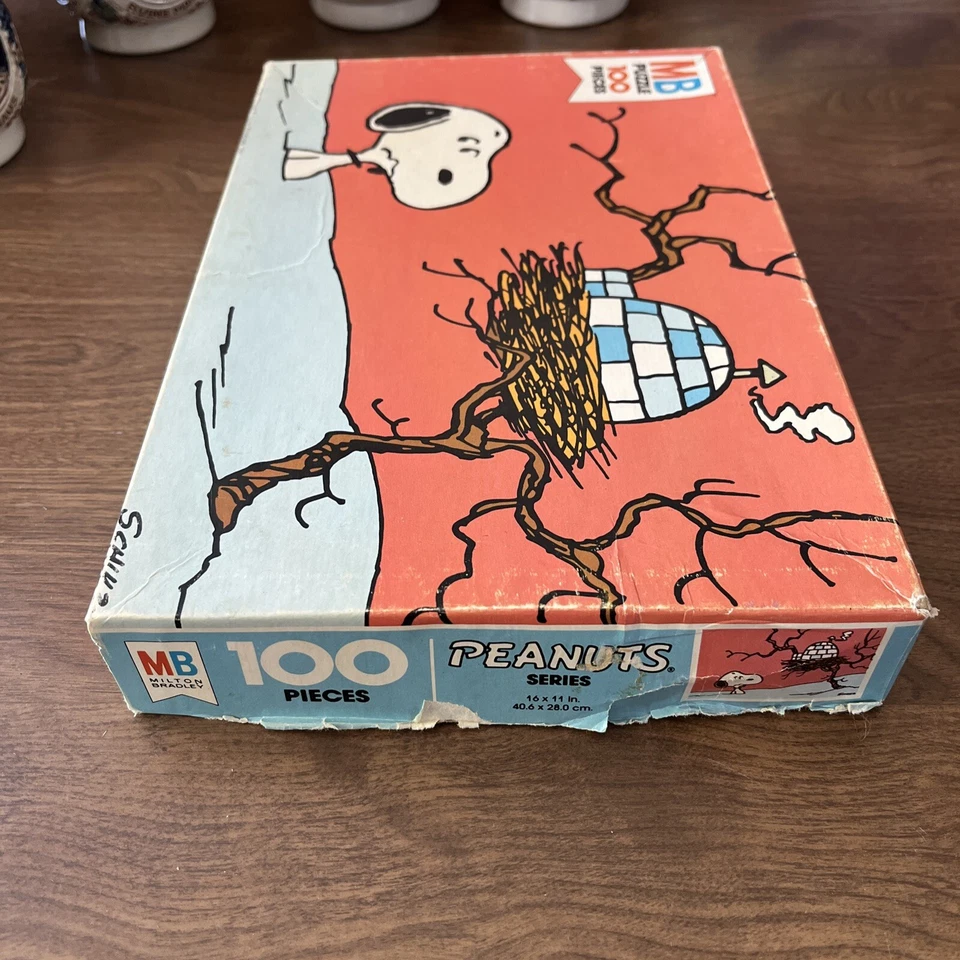 MB
PUZZLE
100
PIECES
SCHULZ
MB
MILTON
BRADLEY
100
PIECES
PEANUTS®
SERIES
16 x 11 in.
40.6 x 28.0 cm.